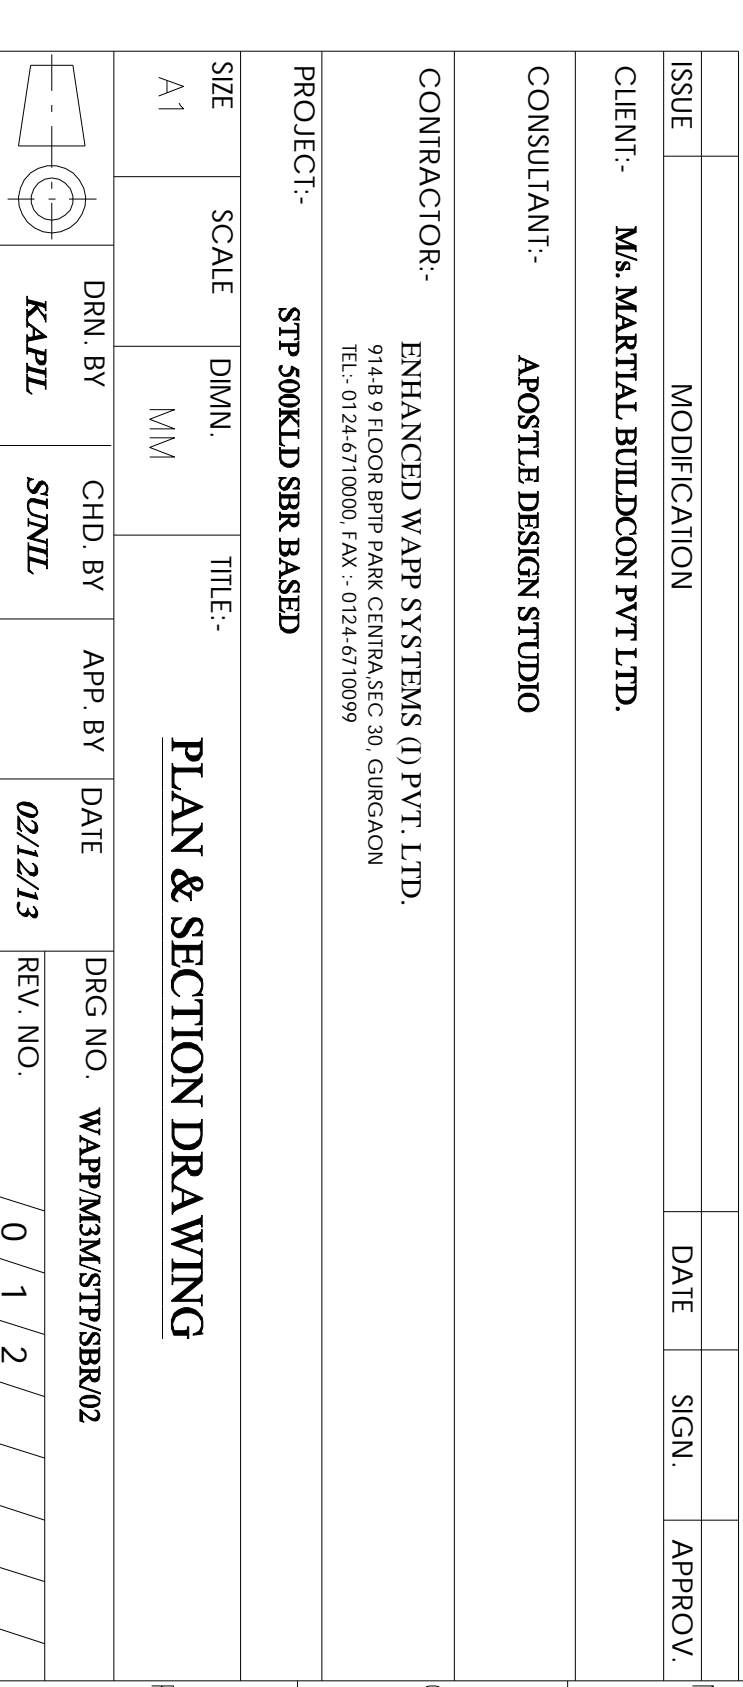 ISSUE MODIFICATION DATE SIGN. APPROV.
CLIENT:- M/s. MARTIAL BUILDCON PVT LTD.
CONSULTANT:- APOSTLE DESIGN STUDIO
CONTRACTOR:- ENHANCED WAPP SYSTEMS (I) PVT. LTD.
914-B 9 FLOOR BPTP PARK CENTRA,SEC 30, GURGAON
TEL:- 0124-6710000, FAX :- 0124-6710099
PROJECT:- STP 500KLD SBR BASED
SIZE SCALE DIMN. TITLE:-
A1 MM PLAN & SECTION DRAWING
DRN. BY CHD. BY APP. BY DATE DRG NO. WAPP/M3M/STP/SBR/02
KAPIL SUNIL 02/12/13 REV. NO. 0 1 2